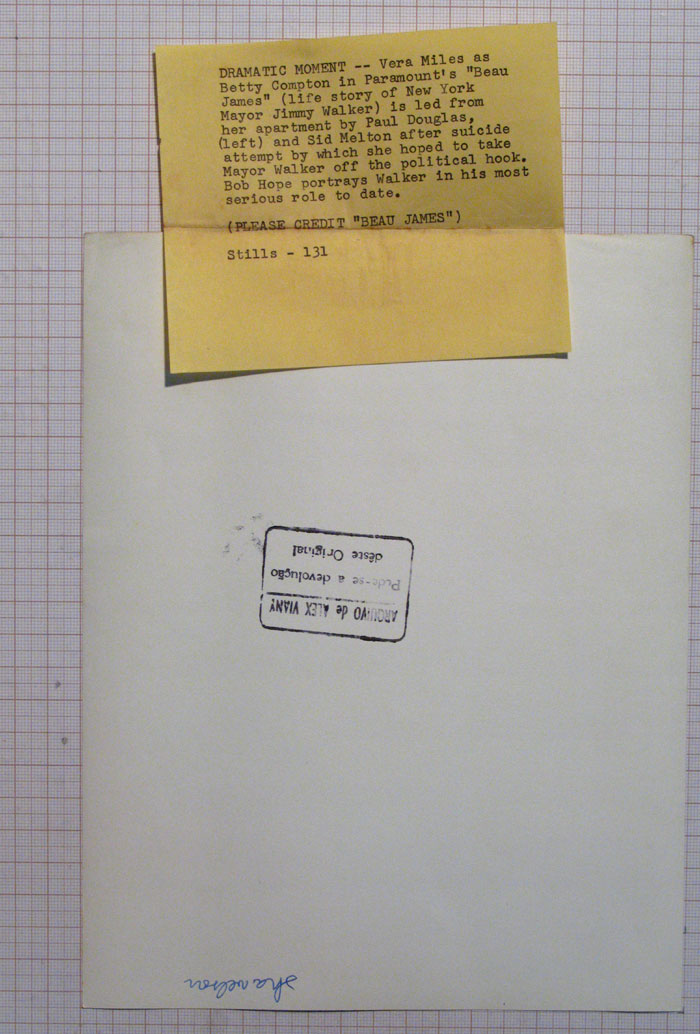 DRAMATIC MOMENT -- Vera Miles as
Betty Compton in Paramount's "Beau
James" (life story of New York
Mayor Jimmy Walker) is led from
her apartment by Paul Douglas,
(left) and Sid Melton after suicide
attempt by which she hoped to take
Mayor Walker off the political hook.
Bob Hope portrays Walker in his most
serious role to date.
(PLEASE CREDIT "BEAU JAMES")
Stills - 131
ARQUIVO de ALEX VIANY
Pede-se a devolução
dêste Original
shavelson